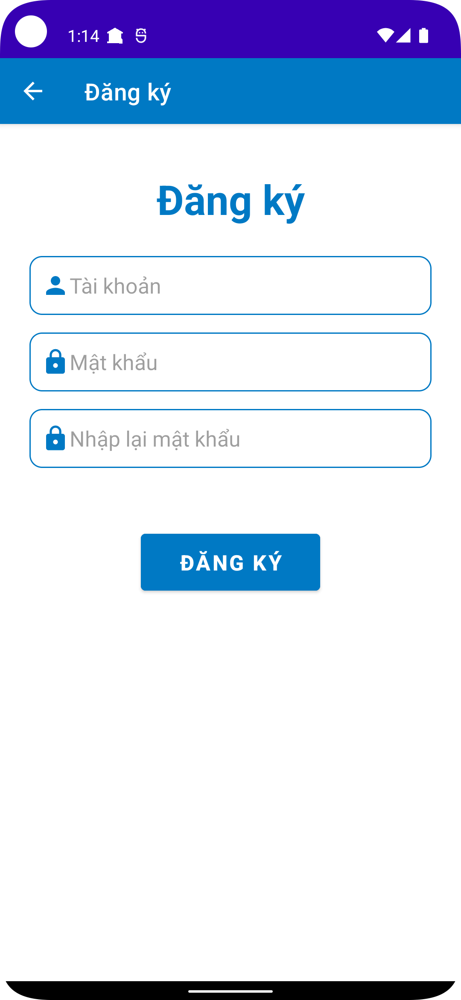 1:14
Đăng ký
Đăng ký
Tài khoản
Mật khẩu
Nhập lại mật khẩu
ĐĂNG KÝ